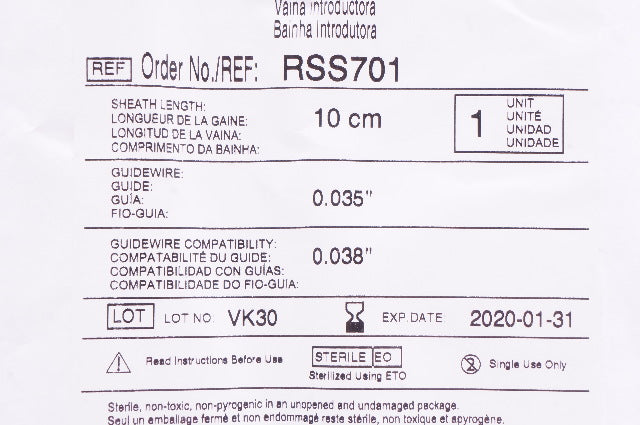 Vaina Introductora
Bainha Introdutora
REF Order No./REF: RSS701
SHEATH LENGTH:
LONGUEUR DE LA GAINE:
LONGITUD DE LA VAINA:
COMPRIMENTO DA BAINHA:
10 cm
1
UNIT
UNITÉ
UNIDAD
UNIDADE
GUIDEWIRE:
GUIDE:
GUÍA:
FIO-GUIA:
0.035"
GUIDEWIRE COMPATIBILITY:
COMPATABILITÉ DU GUIDE:
COMPATIBILIDAD CON GUÍAS:
COMPATIBILIDADE DO FIO-GUIA:
0.038"
LOT LOT NO: VK30 EXP. DATE: 2020-01-31
Read Instructions Before Use
STERILE EO
Sterilized Using ETO
2 Single Use Only
Sterile, non-toxic, non-pyrogenic in an unopened and undamaged package.
Seul un emballage fermé et non endommagé reste stérile, non toxique et apyrogène.